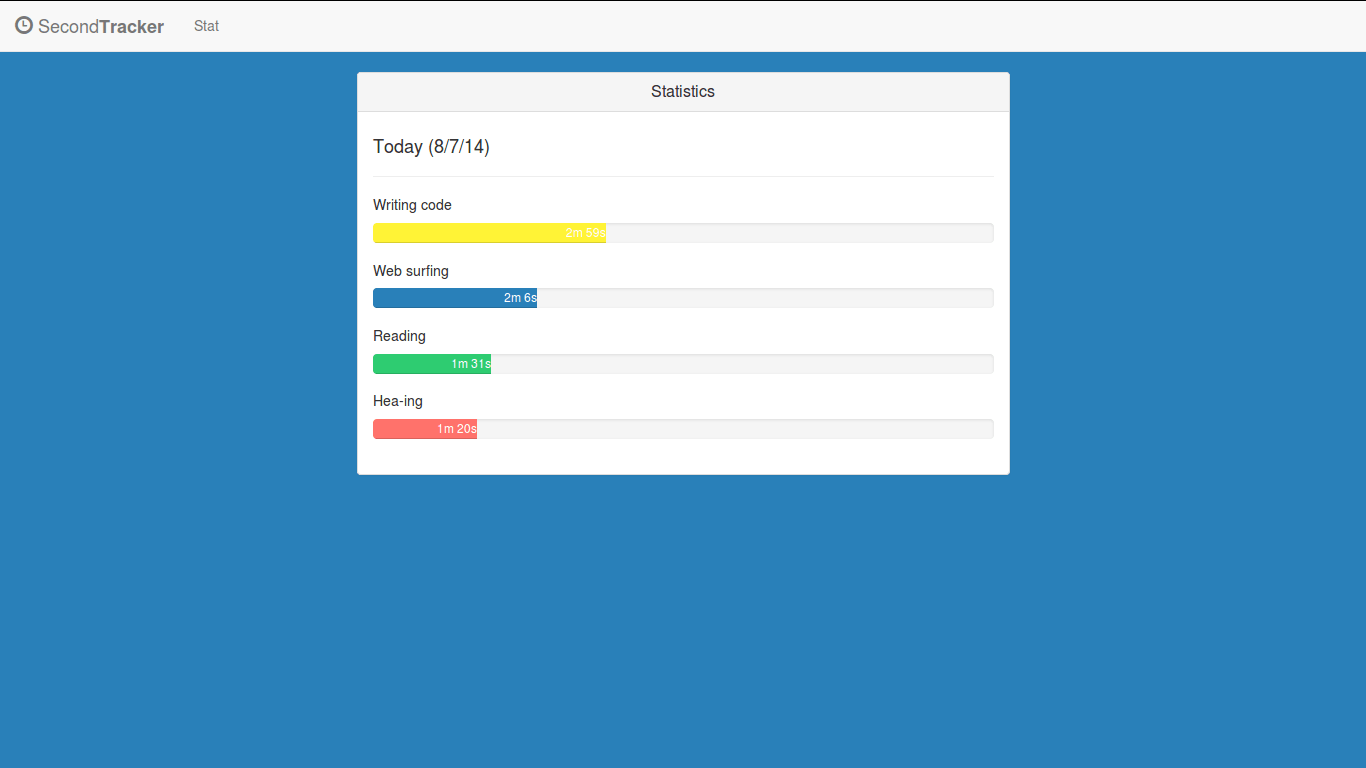 SecondTracker Stat
Statistics
Today (8/7/14)
Writing code
2m 59s
Web surfing
2m 6s
Reading
1m 31s
Hea-ing
1m 20s